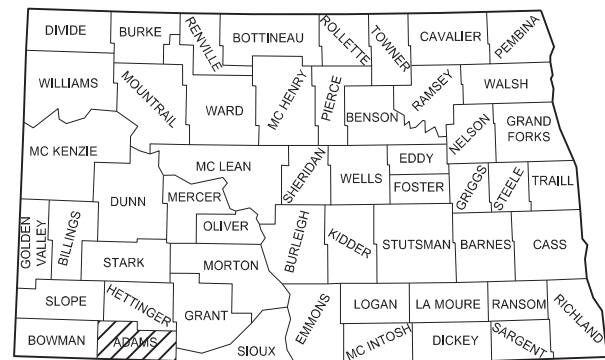 DIVIDE
BURKE
RENVILLE
BOTTINEAU
ROLLETTE
TOWNER
CAVALIER
PEMBINA
WILLIAMS
MOUNTRAIL
WARD
MC HENRY
PIERCE
BENSON
RAMSEY
WALSH
NELSON
GRAND
FORKS
MC KENZIE
DUNN
MC LEAN
MERCER
OLIVER
SHERIDAN
WELLS
EDDY
FOSTER
GRIGGS
STEELE
TRAILL
GOLDEN
VALLEY
BILLINGS
STARK
MORTON
BURLEIGH
KIDDER
STUTSMAN
BARNES
CASS
SLOPE
HETTINGER
GRANT
EMMONS
LOGAN
LA MOURE
RANSOM
RICHLAND
BOWMAN
ADAMS
SIOUX
MC INTOSH
DICKEY
SARGENT